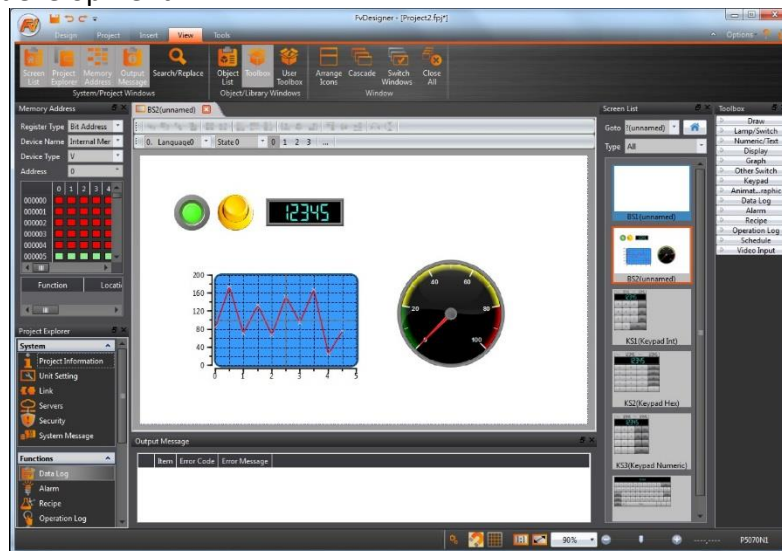 FvDesigner - [Project2.fpj*]
Design Project Insert View Tools
Options
Screen List
Project Explorer
Memory Address
Output Message
Search/Replace
Object List
Toolbox
User Toolbox
Arrange Icons
Cascade
Switch Windows
Close All
System/Project Windows
Object/Library Windows
Window
Memory Address
Register Type Bit Address
Device Name Internal Mer
Device Type V
Address 0
0 1 2 3 4
000000
000001
000002
000003
000004
000005
Function Locati
Project Explorer
System
Project Information
Unit Setting
Link
Servers
Security
System Message
Functions
Data Log
Alarm
Recipe
Operation Log
BS2(unnamed)
0. Language0 State 0 0 1 2 3 ...
12345
200
160
120
80
40
0
0 1 2 3 4 5
0 20 40 60 80 100
Output Message
Item Error Code Error Message
Screen List
Goto !(unnamed)
Type All
BS1(unnamed)
BS2(unnamed)
KS1(Keypad Int)
KS2(Keypad Hex)
KS3(Keypad Numeric)
Toolbox
Draw
Lamp/Switch
Numeric/Text
Display
Graph
Other Switch
Keypad
Animat...raphic
Data Log
Alarm
Recipe
Operation Log
Schedule
Video Input
90%
P5070N1